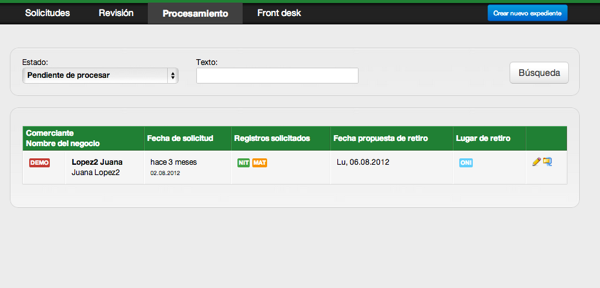 Solicitudes Revisión Procesamiento Front desk Crear nuevo expediente
Estado: Texto:
Pendiente de procesar Búsqueda
Comerciante
Nombre del negocio Fecha de solicitud Registros solicitados Fecha propuesta de retiro Lugar de retiro
DEMO Lopez2 Juana hace 3 meses NIT MAT Lu, 06.08.2012 ONI
Juana Lopez2 02.08.2012